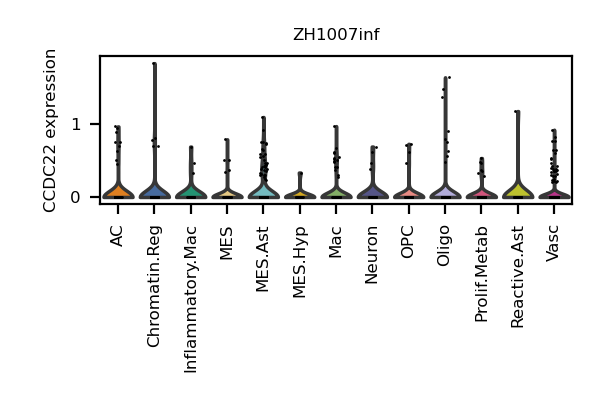 ZH1007inf
CCDC22 expression
1
0
AC
Chromatin.Reg
Inflammatory.Mac
MES
MES.Ast
MES.Hyp
Mac
Neuron
OPC
Oligo
Prolif.Metab
Reactive.Ast
Vasc